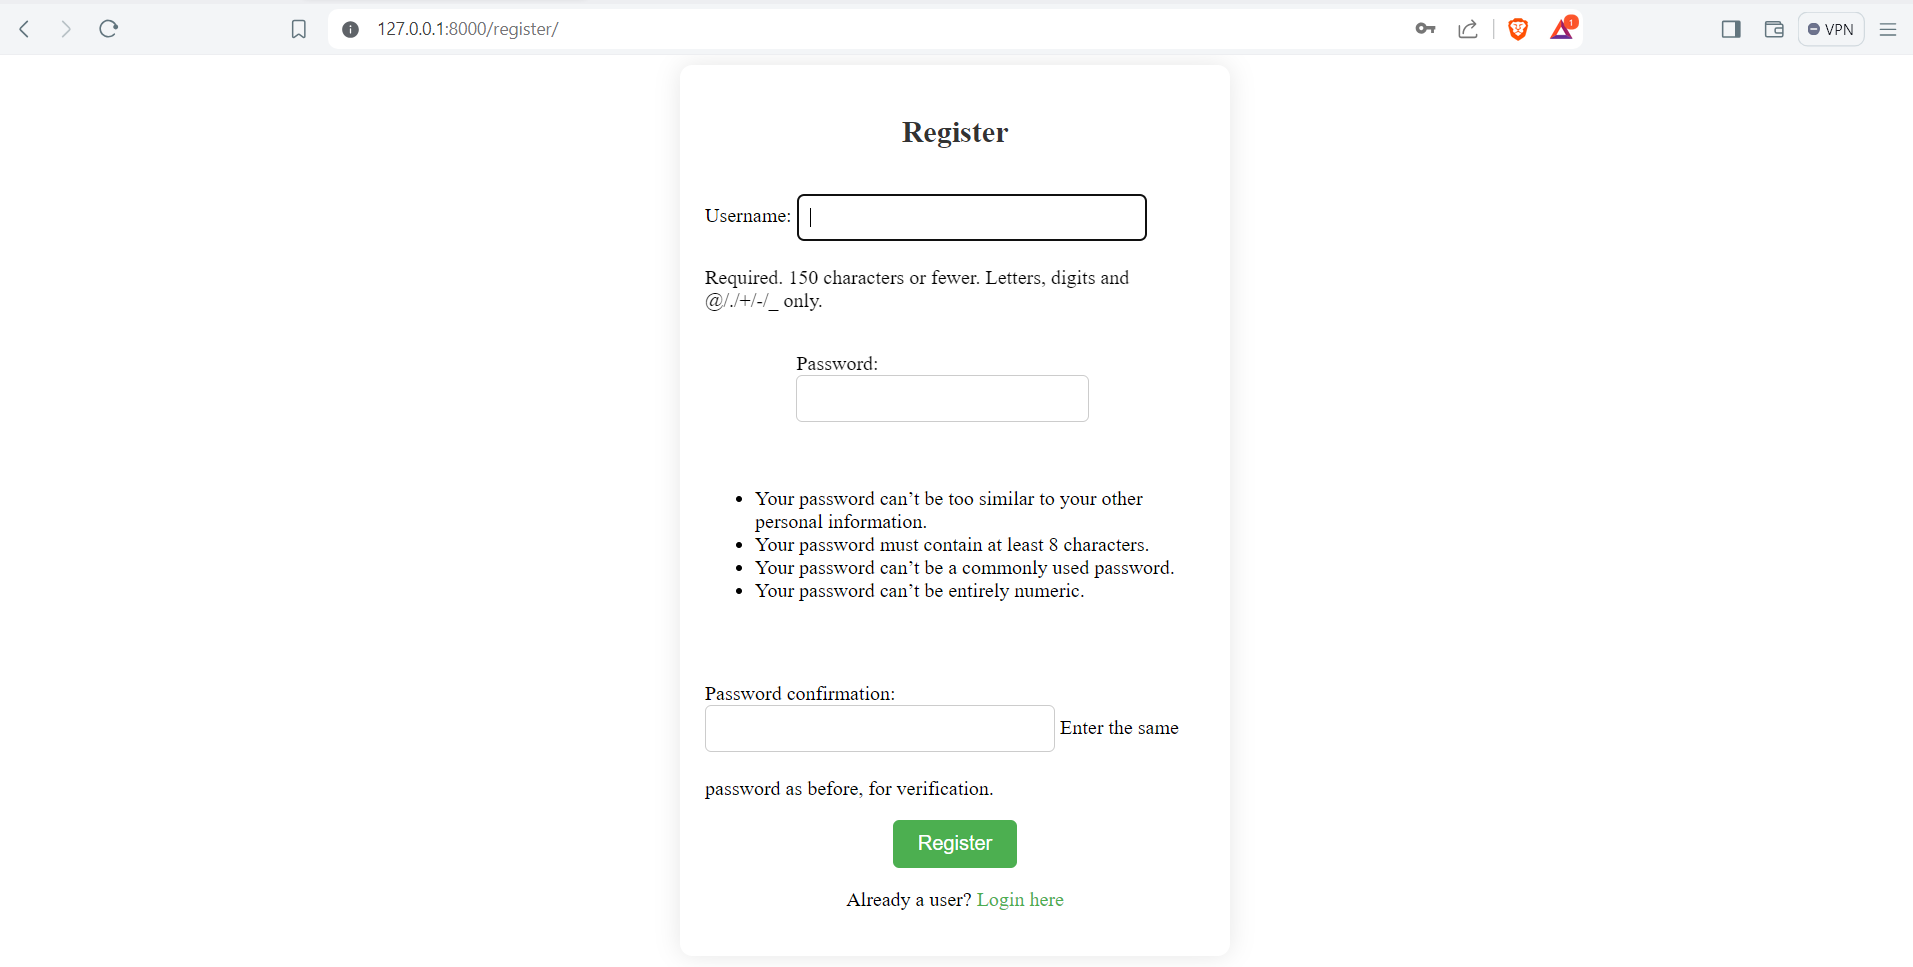 127.0.0.1:8000/register/
1
VPN
Register
Username:
Required. 150 characters or fewer. Letters, digits and
@/./+/-/_ only.
Password:
• Your password can’t be too similar to your other
personal information.
• Your password must contain at least 8 characters.
• Your password can’t be a commonly used password.
• Your password can’t be entirely numeric.
Password confirmation:
Enter the same
password as before, for verification.
Register
Already a user? Login here